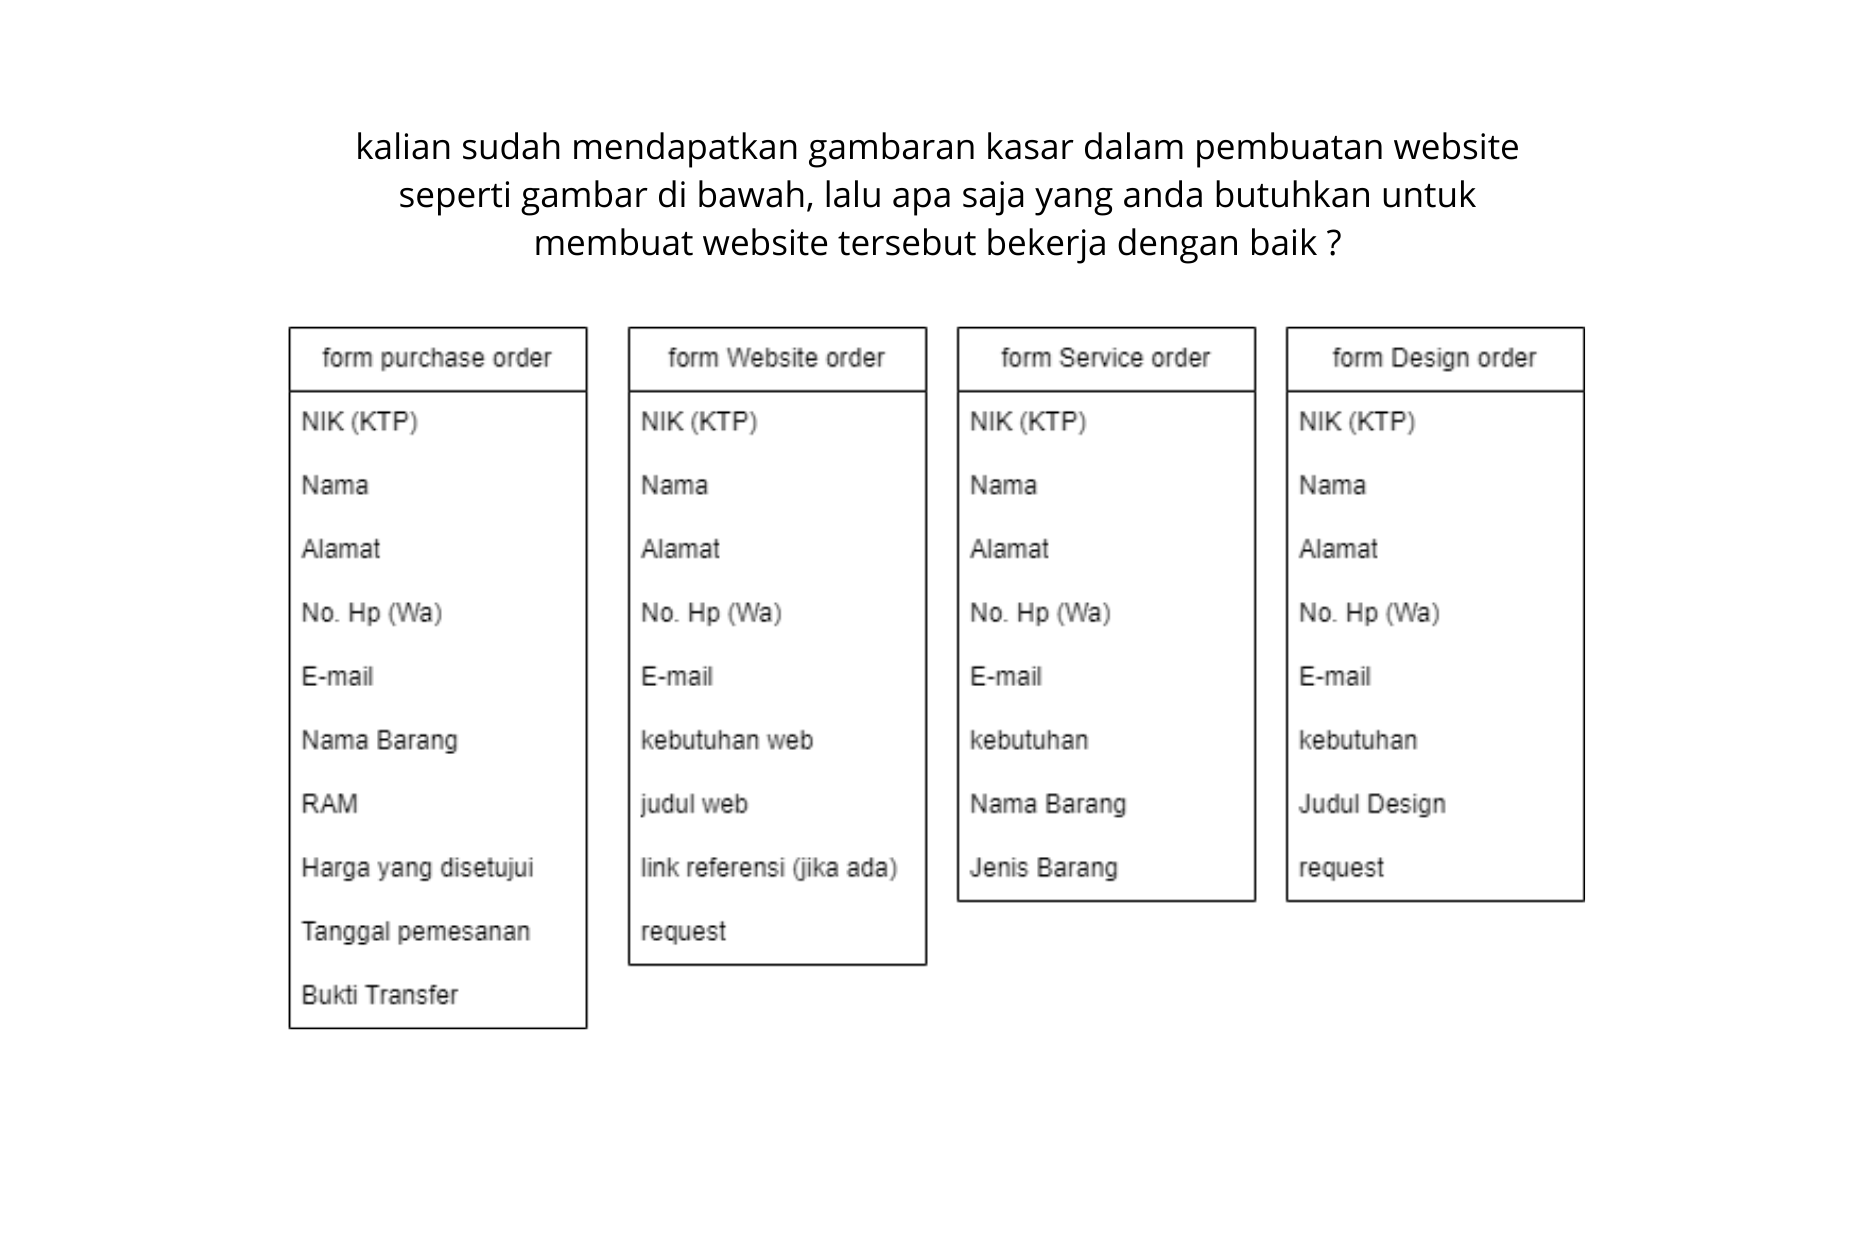 kalian sudah mendapatkan gambaran kasar dalam pembuatan website
seperti gambar di bawah, lalu apa saja yang anda butuhkan untuk
membuat website tersebut bekerja dengan baik ?
form purchase order
NIK (KTP)
Nama
Alamat
No. Hp (Wa)
E-mail
Nama Barang
RAM
Harga yang disetujui
Tanggal pemesanan
Bukti Transfer
form Website order
NIK (KTP)
Nama
Alamat
No. Hp (Wa)
E-mail
kebutuhan web
judul web
link referensi (jika ada)
request
form Service order
NIK (KTP)
Nama
Alamat
No. Hp (Wa)
E-mail
kebutuhan
Nama Barang
Jenis Barang
form Design order
NIK (KTP)
Nama
Alamat
No. Hp (Wa)
E-mail
kebutuhan
Judul Design
request